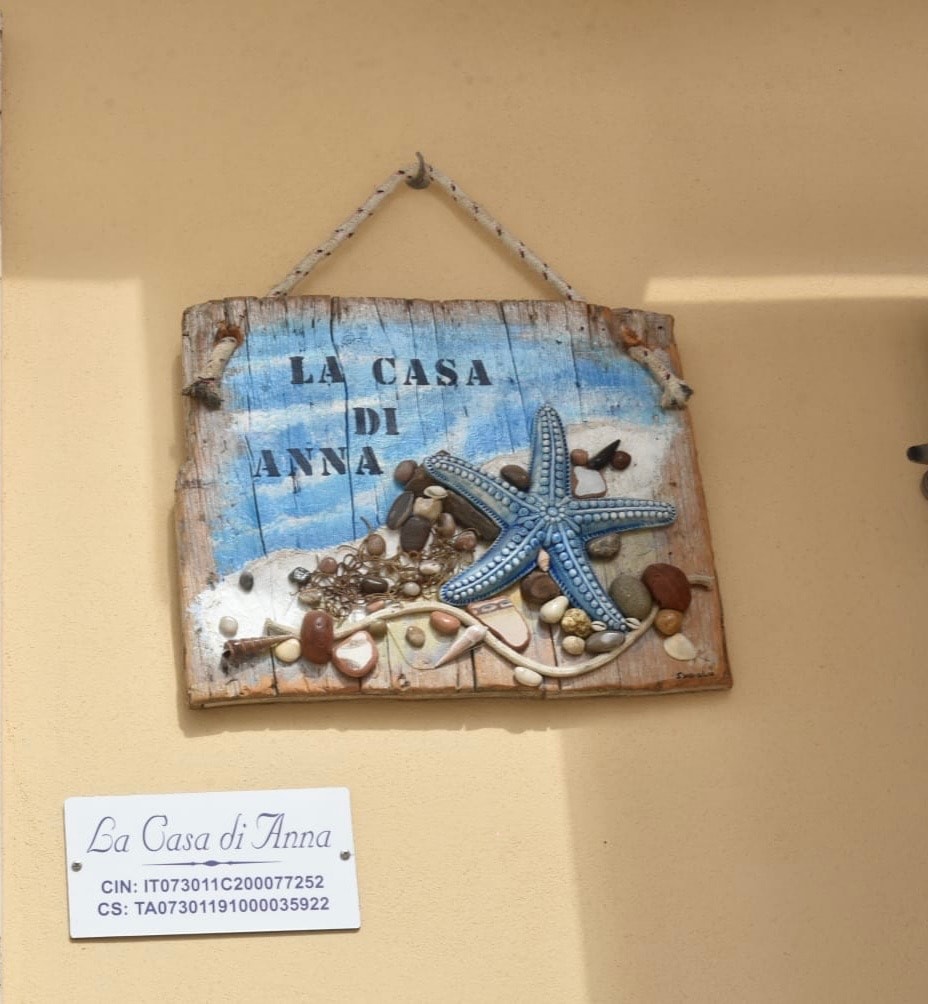 LA CASA
DI
ANNA
La Casa di Anna
CIN: IT073011C200077252
CS: TA07301191000035922